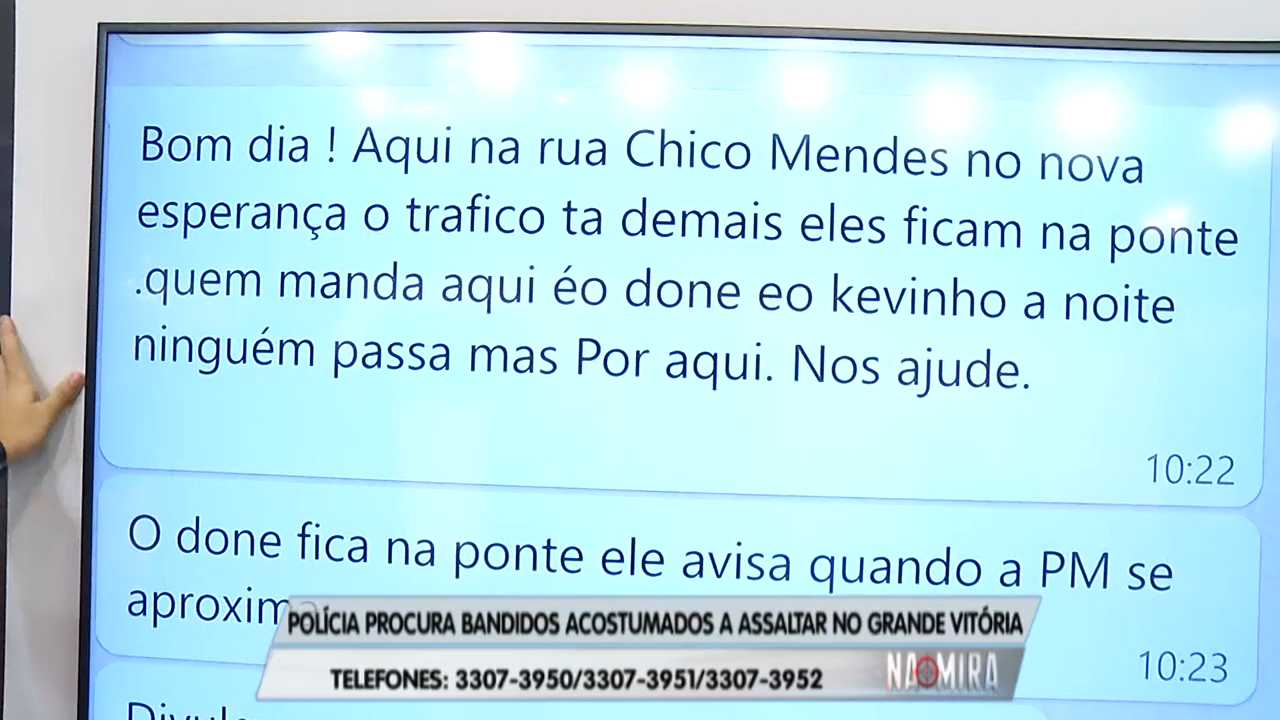 Bom dia ! Aqui na rua Chico Mendes no nova
esperança o trafico ta demais eles ficam na ponte
.quem manda aqui éo done eo kevinho a noite
ninguém passa mas Por aqui. Nos ajude.
10:22
O done fica na ponte ele avisa quando a PM se
aproxim
10:23
POLÍCIA PROCURA BANDIDOS ACOSTUMADOS A ASSALTAR NO GRANDE VITÓRIA
TELEFONES: 3307-3950/3307-3951/3307-3952
NA MIRA